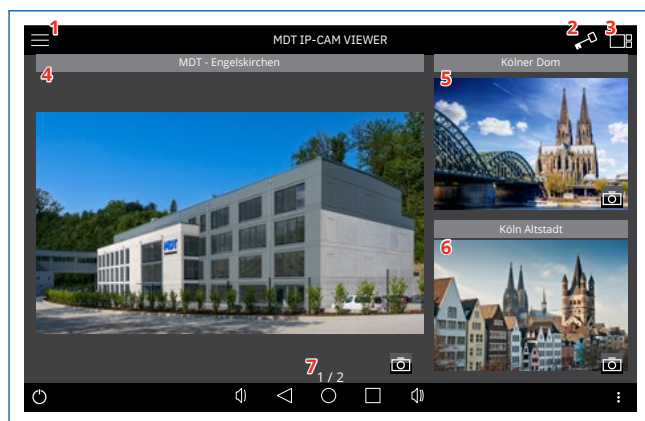 1
MDT IP-CAM VIEWER
2
3
4
MDT - Engelskirchen
MDT
5
Kölner Dom
6
Köln Altstadt
7
1 / 2